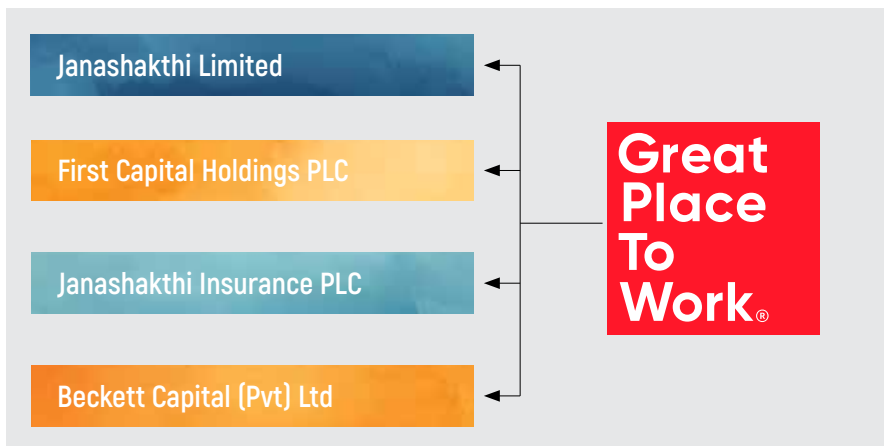 Janashakthi Limited
First Capital Holdings PLC
Janashakthi Insurance PLC
Beckett Capital (Pvt) Ltd
Great
Place
To
Work®